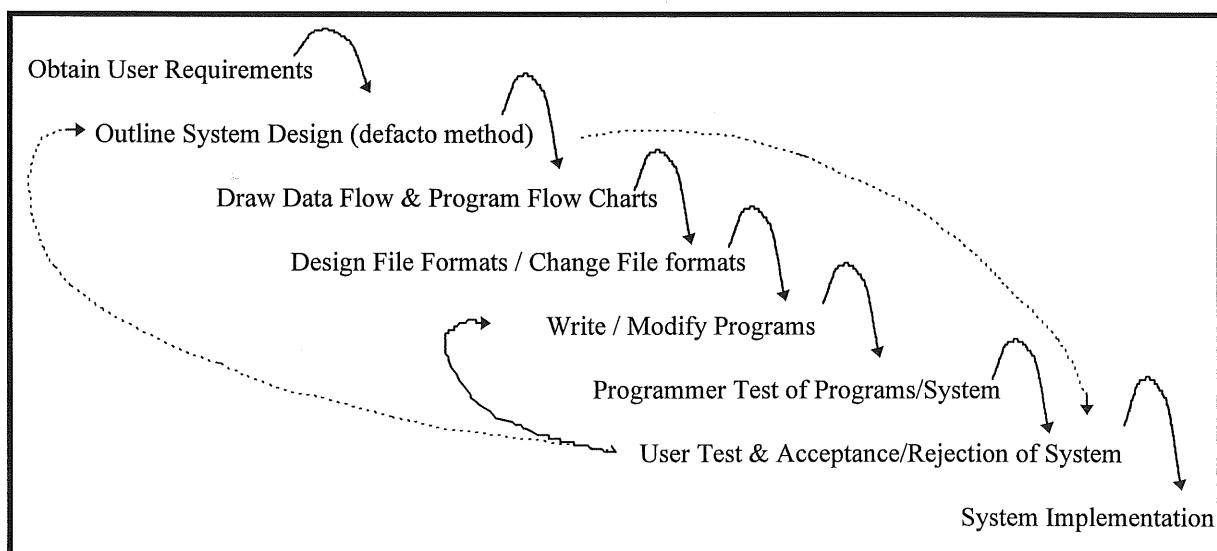 Obtain User Requirements
Outline System Design (defacto method)
Draw Data Flow & Program Flow Charts
Design File Formats / Change File formats
Write / Modify Programs
Programmer Test of Programs/System
User Test & Acceptance/Rejection of System
System Implementation